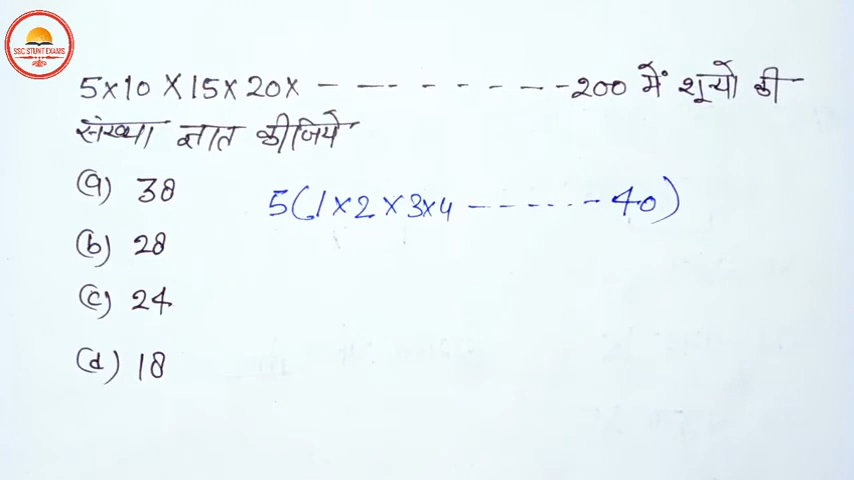 SSC STUNT EXAMS
5×10×15×20× – – – – – – – – 200 में शून्यो की
संख्या ज्ञात कीजिये
(a) 38
5(1×2×3×4 – – – – – – 40)
(b) 28
(c) 24
(d) 18